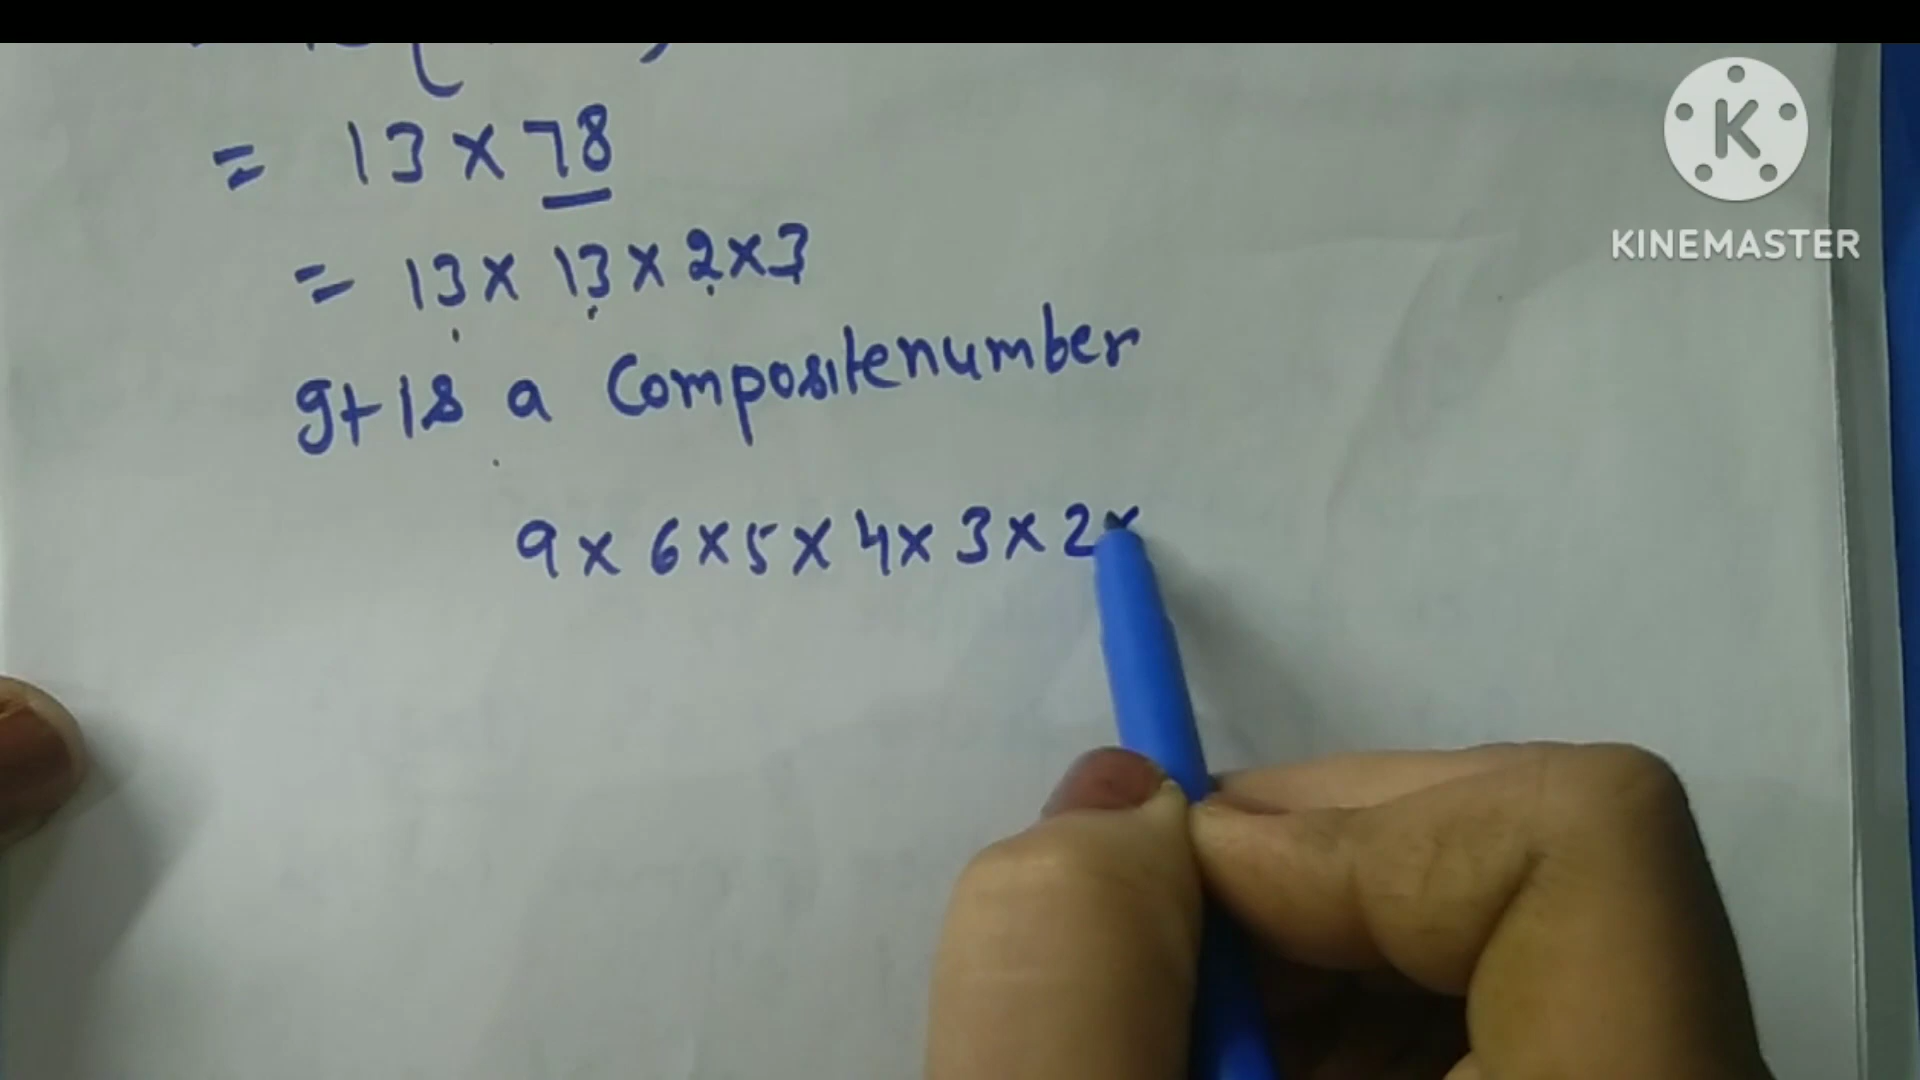 = 13 × 78
= 13 × 13 × 2 × 3
It is a Compositenumber
9 × 6 × 5 × 4 × 3 × 2 ×
K
KINEMASTER